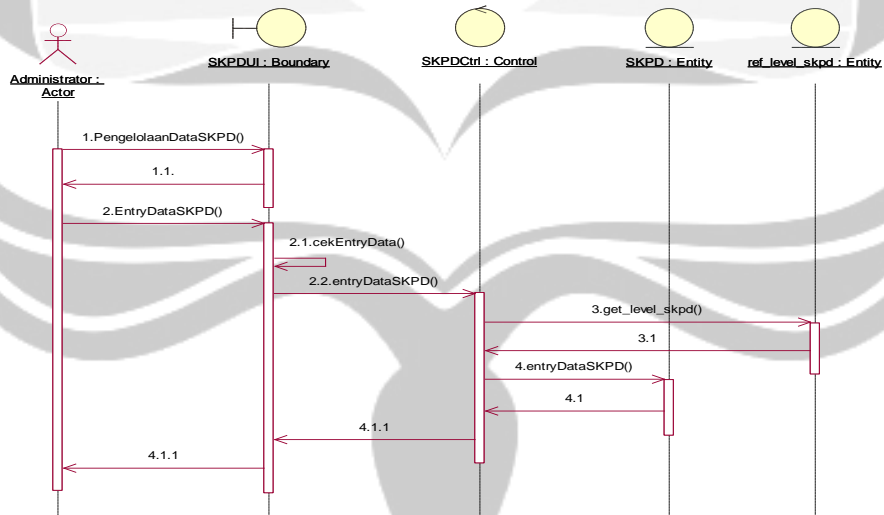 SKPDUI : Boundary
SKPDCtrl : Control
SKPD : Entity
ref_level_skpd : Entity
Administrator :
Actor
1.PengelolaanDataSKPD()
1.1.
2.EntryDataSKPD()
2.1.cekEntryData()
2.2.entryDataSKPD()
3.get_level_skpd()
3.1
4.entryDataSKPD()
4.1
4.1.1
4.1.1